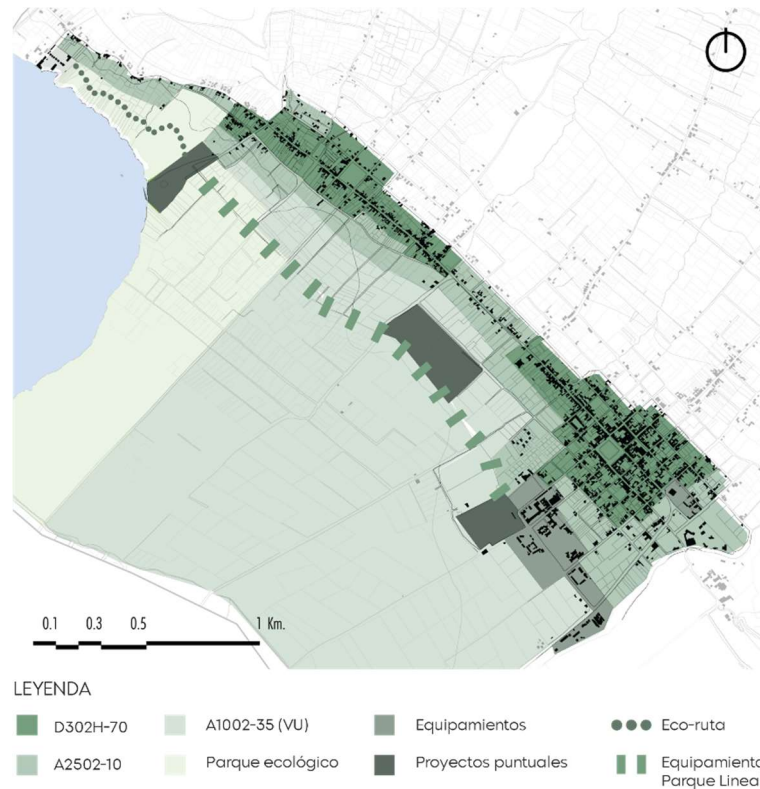 0.1 0.3 0.5 1 Km.
LEYENDA
D302H-70 A1002-35 (VU) Equipamientos Eco-ruta
A2502-10 Parque ecológico Proyectos puntuales
Parque